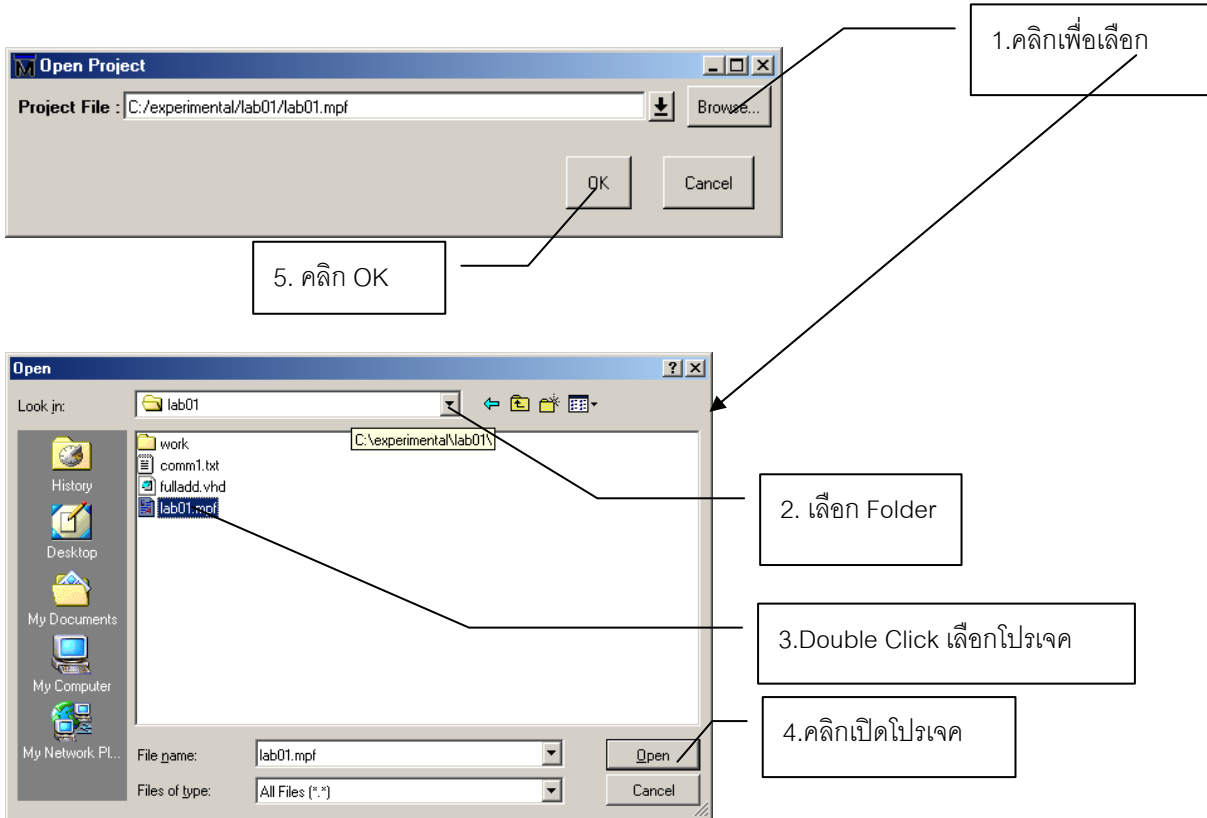 1.คลิกเพื่อเลือก
Open Project
Project File : C:/experimental/lab01/lab01.mpf Browse...
OK Cancel
5. คลิก OK
Open
Look in: lab01
C:\experimental\lab01\
work
comm1.txt
fulladd.vhd
lab01.mpf
History
Desktop
My Documents
My Computer
My Network Pl...
2. เลือก Folder
3.Double Click เลือกโปรเจค
4.คลิกเปิดโปรเจค
File name: lab01.mpf Open
Files of type: All Files (*.*) Cancel